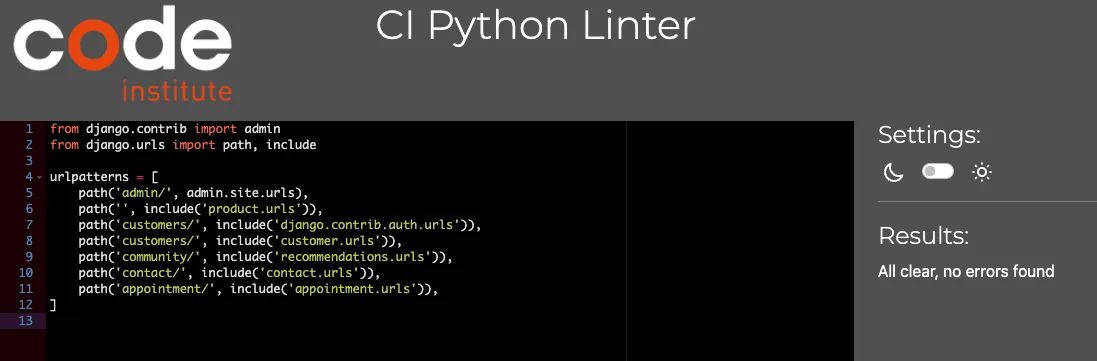 code
institute
CI Python Linter
1 from django.contrib import admin
2 from django.urls import path, include
3
4 urlpatterns = [
5     path('admin/', admin.site.urls),
6     path('', include('product.urls')),
7     path('customers/', include('django.contrib.auth.urls')),
8     path('customers/', include('customer.urls')),
9     path('community/', include('recommendations.urls')),
10     path('contact/', include('contact.urls')),
11     path('appointment/', include('appointment.urls')),
12 ]
13
Settings:
Results:
All clear, no errors found